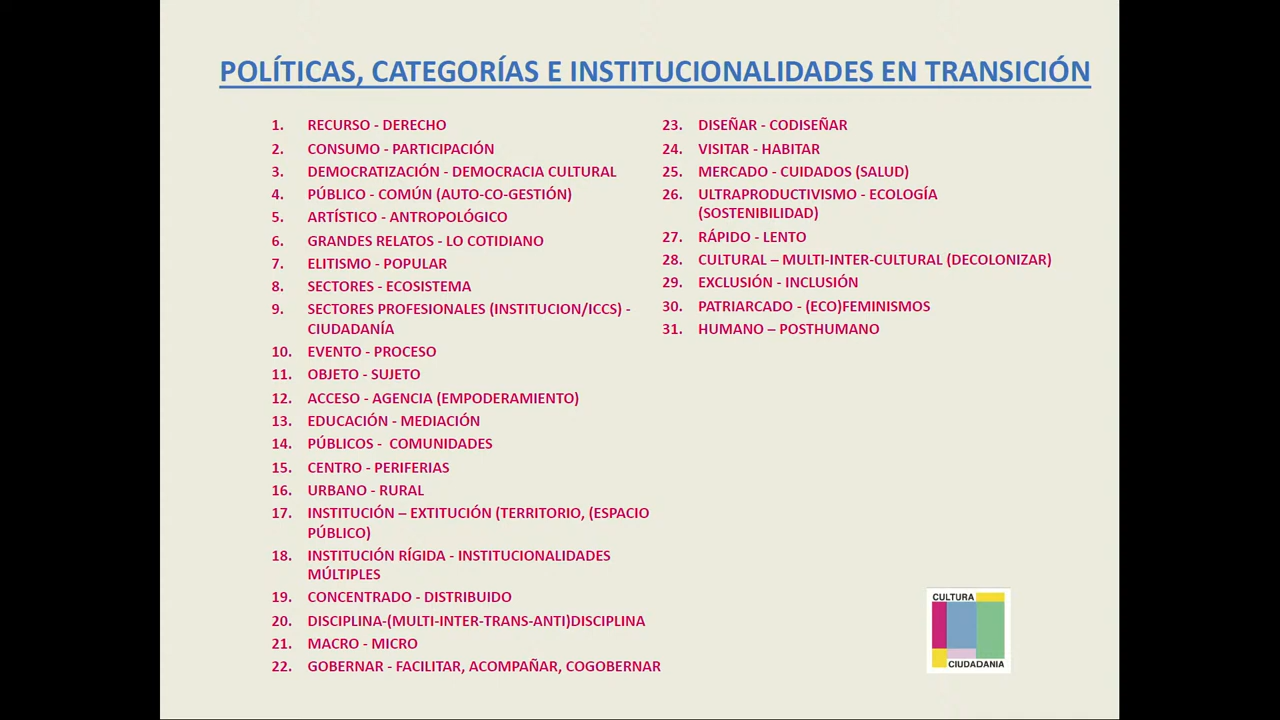 POLÍTICAS, CATEGORÍAS E INSTITUCIONALIDADES EN TRANSICIÓN
1. RECURSO - DERECHO
2. CONSUMO - PARTICIPACIÓN
3. DEMOCRATIZACIÓN - DEMOCRACIA CULTURAL
4. PÚBLICO - COMÚN (AUTO-CO-GESTIÓN)
5. ARTÍSTICO - ANTROPOLÓGICO
6. GRANDES RELATOS - LO COTIDIANO
7. ELITISMO - POPULAR
8. SECTORES - ECOSISTEMA
9. SECTORES PROFESIONALES (INSTITUCION/ICCS) -
CIUDADANÍA
10. EVENTO - PROCESO
11. OBJETO - SUJETO
12. ACCESO - AGENCIA (EMPODERAMIENTO)
13. EDUCACIÓN - MEDIACIÓN
14. PÚBLICOS - COMUNIDADES
15. CENTRO - PERIFERIAS
16. URBANO - RURAL
17. INSTITUCIÓN – EXTITUCIÓN (TERRITORIO, (ESPACIO
PÚBLICO)
18. INSTITUCIÓN RÍGIDA - INSTITUCIONALIDADES
MÚLTIPLES
19. CONCENTRADO - DISTRIBUIDO
20. DISCIPLINA-(MULTI-INTER-TRANS-ANTI)DISCIPLINA
21. MACRO - MICRO
22. GOBERNAR - FACILITAR, ACOMPAÑAR, COGOBERNAR
23. DISEÑAR - CODISEÑAR
24. VISITAR - HABITAR
25. MERCADO - CUIDADOS (SALUD)
26. ULTRAPRODUCTIVISMO - ECOLOGÍA
(SOSTENIBILIDAD)
27. RÁPIDO - LENTO
28. CULTURAL – MULTI-INTER-CULTURAL (DECOLONIZAR)
29. EXCLUSIÓN - INCLUSIÓN
30. PATRIARCADO - (ECO)FEMINISMOS
31. HUMANO – POSTHUMANO
CULTURA
CIUDADANIA